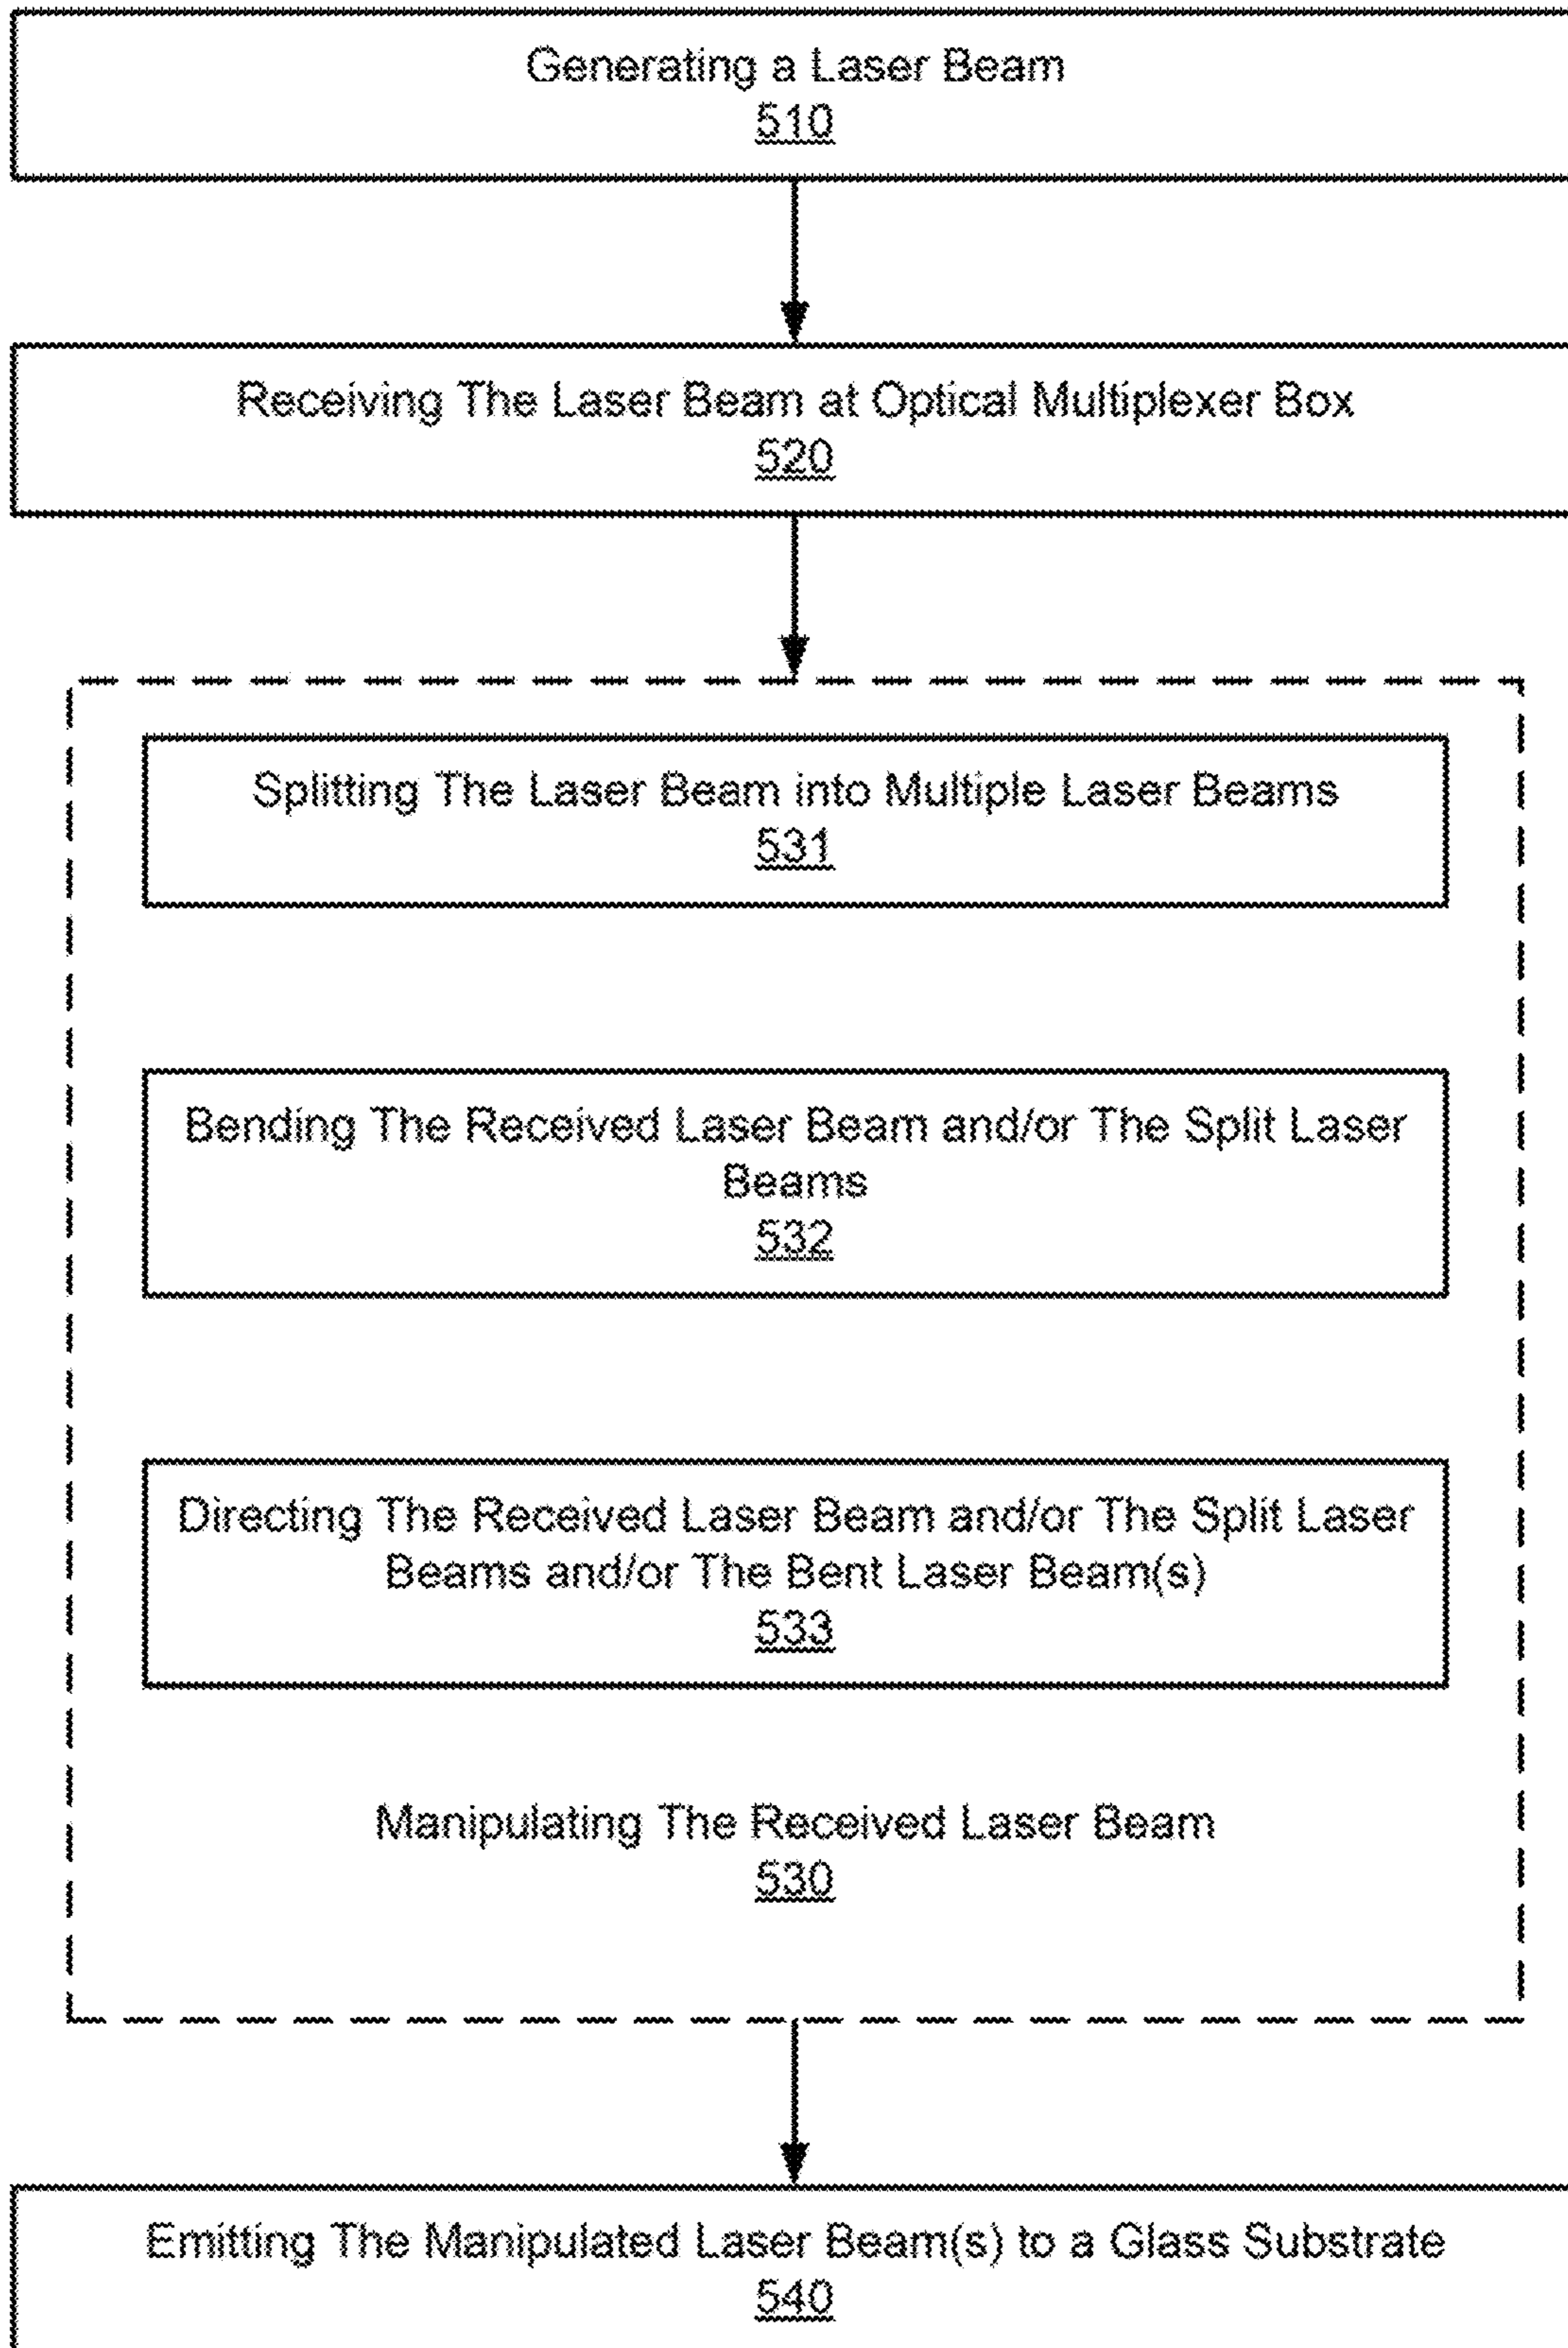 Generating a Laser Beam
510
Receiving The Laser Beam at Optical Multiplexer Box
520
Splitting The Laser Beam into Multiple Laser Beams
531
Bending The Received Laser Beam and/or The Split Laser
Beams
532
Directing The Received Laser Beam and/or The Split Laser
Beams and/or The Bent Laser Beam(s)
533
Manipulating The Received Laser Beam
530
Emitting The Manipulated Laser Beam(s) to a Glass Substrate
540